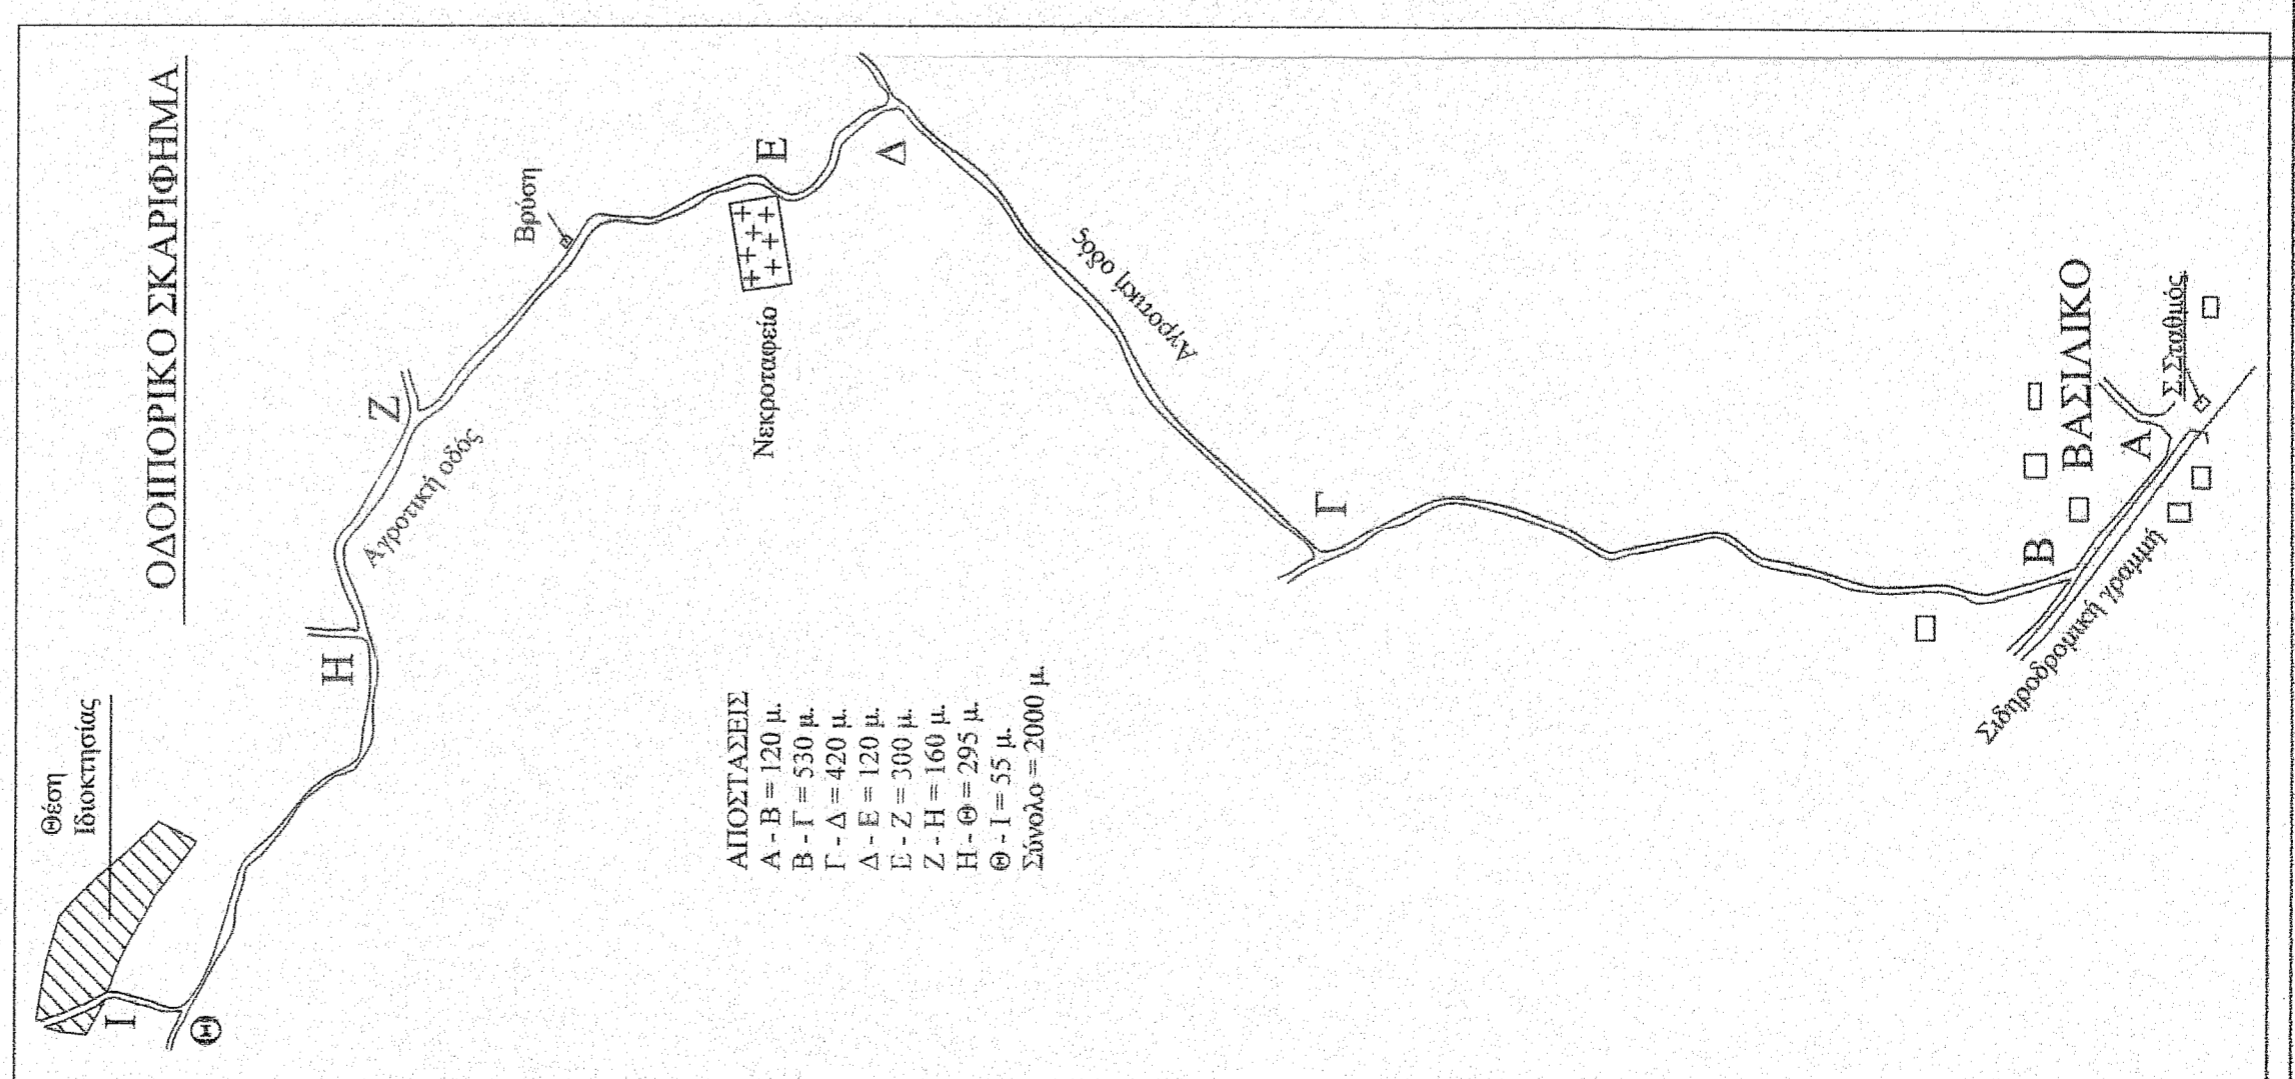 ΟΔΟΙΠΟΡΙΚΟ ΣΚΑΡΙΦΗΜΑ
Θέση
Ιδιοκτησίας
Ι
Θ
Η
Αγροτική οδός
Ζ
Βρύση
Νεκροταφείο
Ε
Δ
Αγροτική οδός
Γ
ΑΠΟΣΤΑΣΕΙΣ
Α - Β = 120 μ.
Β - Γ = 530 μ.
Γ - Δ = 420 μ.
Δ - Ε = 120 μ.
Ε - Ζ = 300 μ.
Ζ - Η = 160 μ.
Η - Θ = 295 μ.
Θ - Ι = 55 μ.
Σύνολο = 2000 μ.
Β
ΒΑΣΙΛΙΚΟ
Α
Σ.Σταθμός
Σιδηροδρομική γραμμή